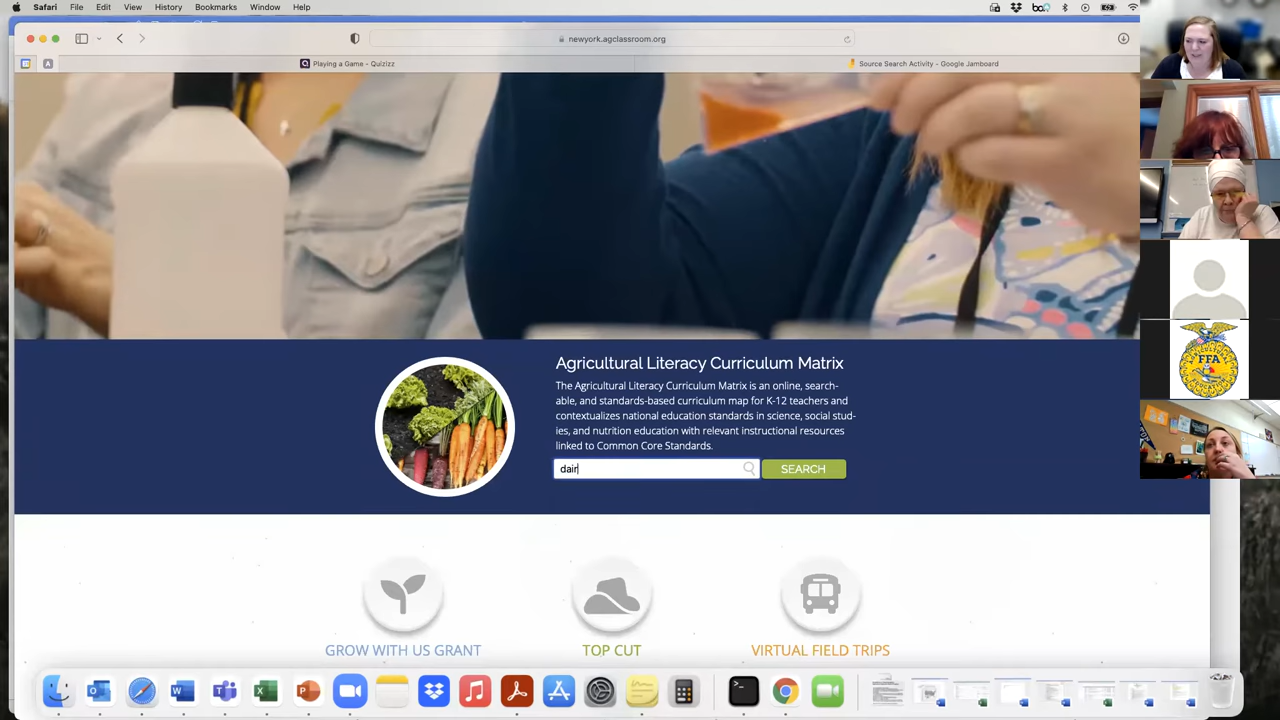 Safari File Edit View History Bookmarks Window Help
newyork.agclassroom.org
Playing a Game - Quizizz
Source Search Activity - Google Jamboard
Agricultural Literacy Curriculum Matrix
The Agricultural Literacy Curriculum Matrix is an online, search-
able, and standards-based curriculum map for K-12 teachers and
contextualizes national education standards in science, social stud-
ies, and nutrition education with relevant instructional resources
linked to Common Core Standards.
dair
SEARCH
FFA
GROW WITH US GRANT
TOP CUT
VIRTUAL FIELD TRIPS